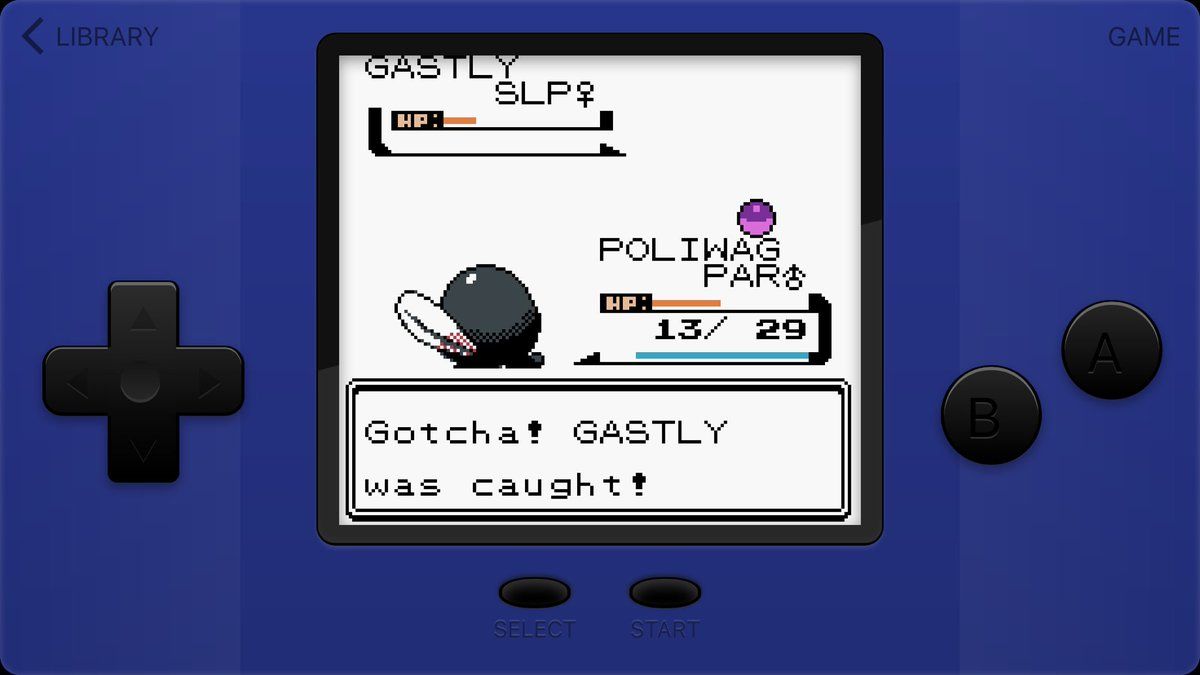 LIBRARY
GAME
GASTLY
SLP♀
HP:
POLIWAG
PAR♂
HP:
13/ 29
Gotcha! GASTLY
was caught!
A
B
SELECT
START